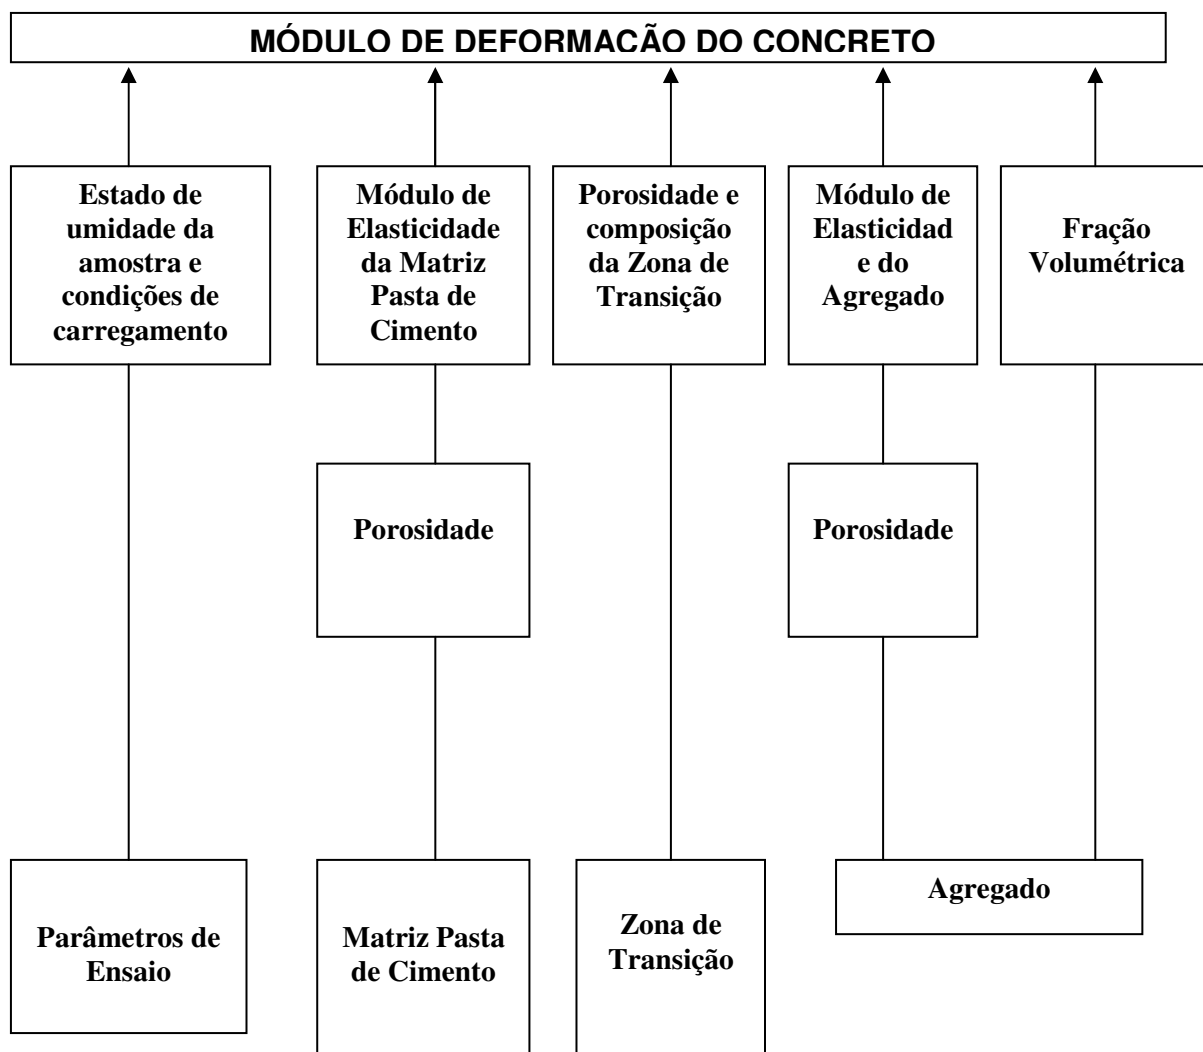 MÓDULO DE DEFORMAÇÃO DO CONCRETO
Estado de
umidade da
amostra e
condições de
carregamento
Módulo de
Elasticidade
da Matriz
Pasta de
Cimento
Porosidade e
composição
da Zona de
Transição
Módulo de
Elasticidad
e do
Agregado
Fração
Volumétrica
Porosidade
Porosidade
Parâmetros de
Ensaio
Matriz Pasta
de Cimento
Zona de
Transição
Agregado